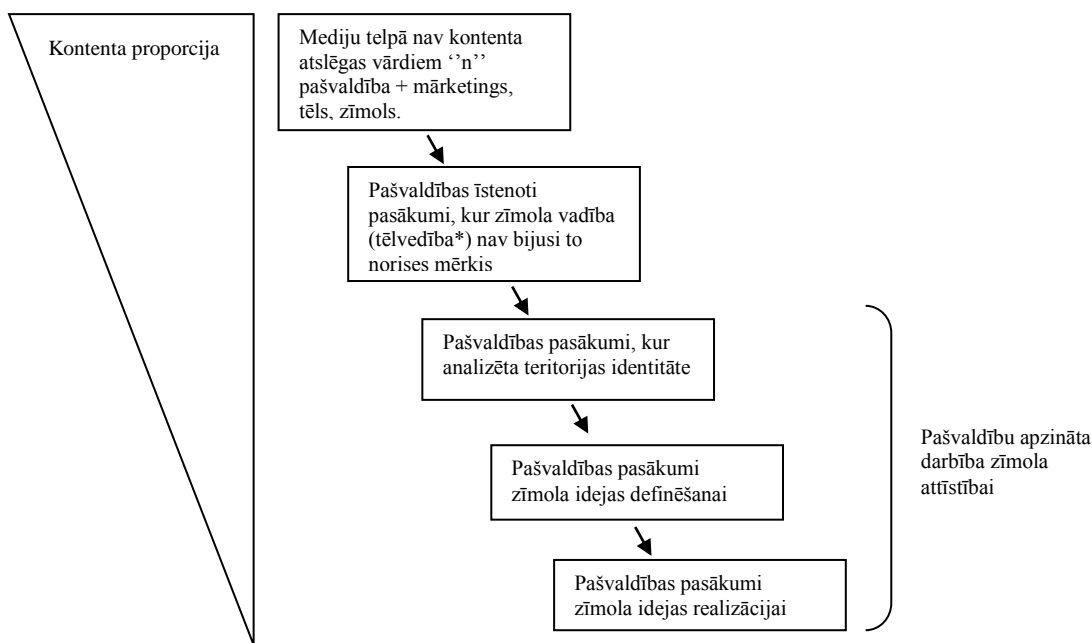 Kontenta proporcija
Mediju telpā nav kontenta
atslēgas vārdiem ‘’n’’
pašvaldība + mārketings,
tēls, zīmols.
Pašvaldības īstenoti
pasākumi, kur zīmola vadība
(tēlvedība*) nav bijusi to
norises mērķis
Pašvaldības pasākumi, kur
analizēta teritorijas identitāte
Pašvaldības pasākumi
zīmola idejas definēšanai
Pašvaldības pasākumi
zīmola idejas realizācijai
Pašvaldību apzināta
darbība zīmola
attīstībai